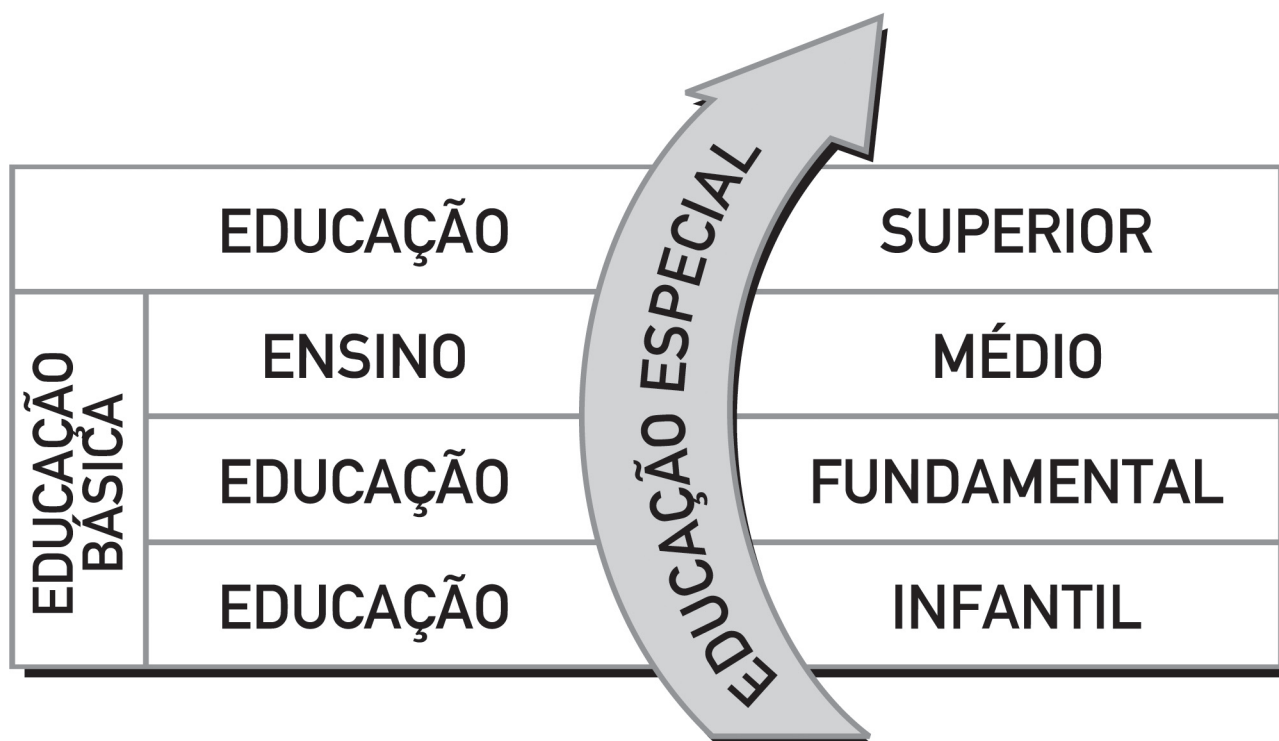 EDUCAÇÃO SUPERIOR
ENSINO MÉDIO
EDUCAÇÃO FUNDAMENTAL
EDUCAÇÃO INFANTIL
EDUCAÇÃO
BÁSICA
EDUCAÇÃO ESPECIAL